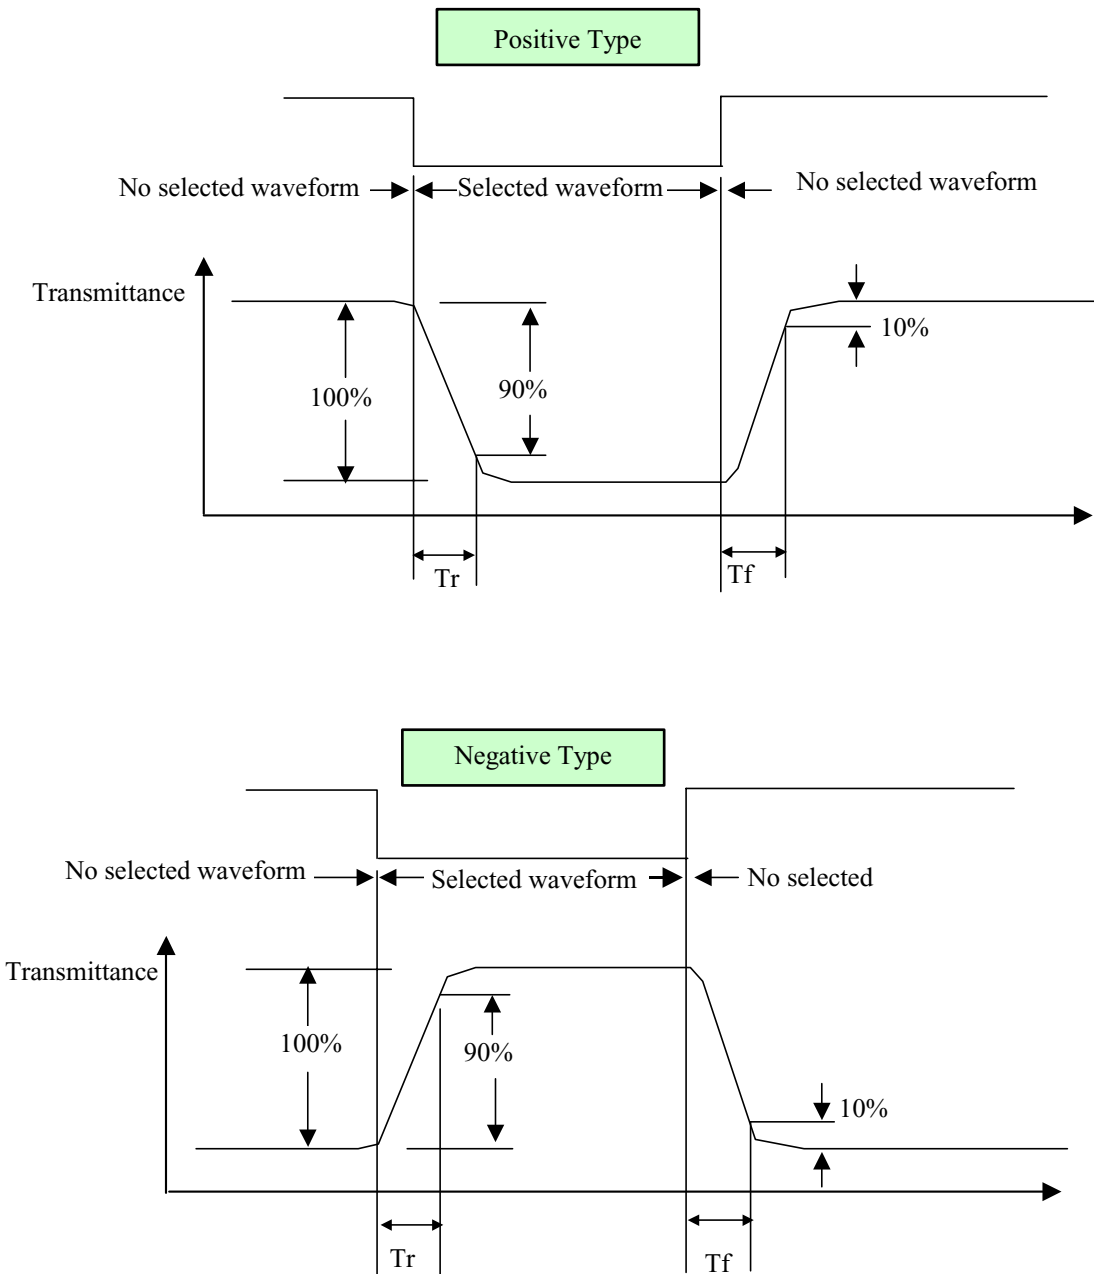 Positive Type
No selected waveform
Selected waveform
No selected waveform
Transmittance
10%
90%
100%
Tr
Tf
Negative Type
No selected waveform
Selected waveform
No selected
Transmittance
100%
90%
10%
Tr
Tf